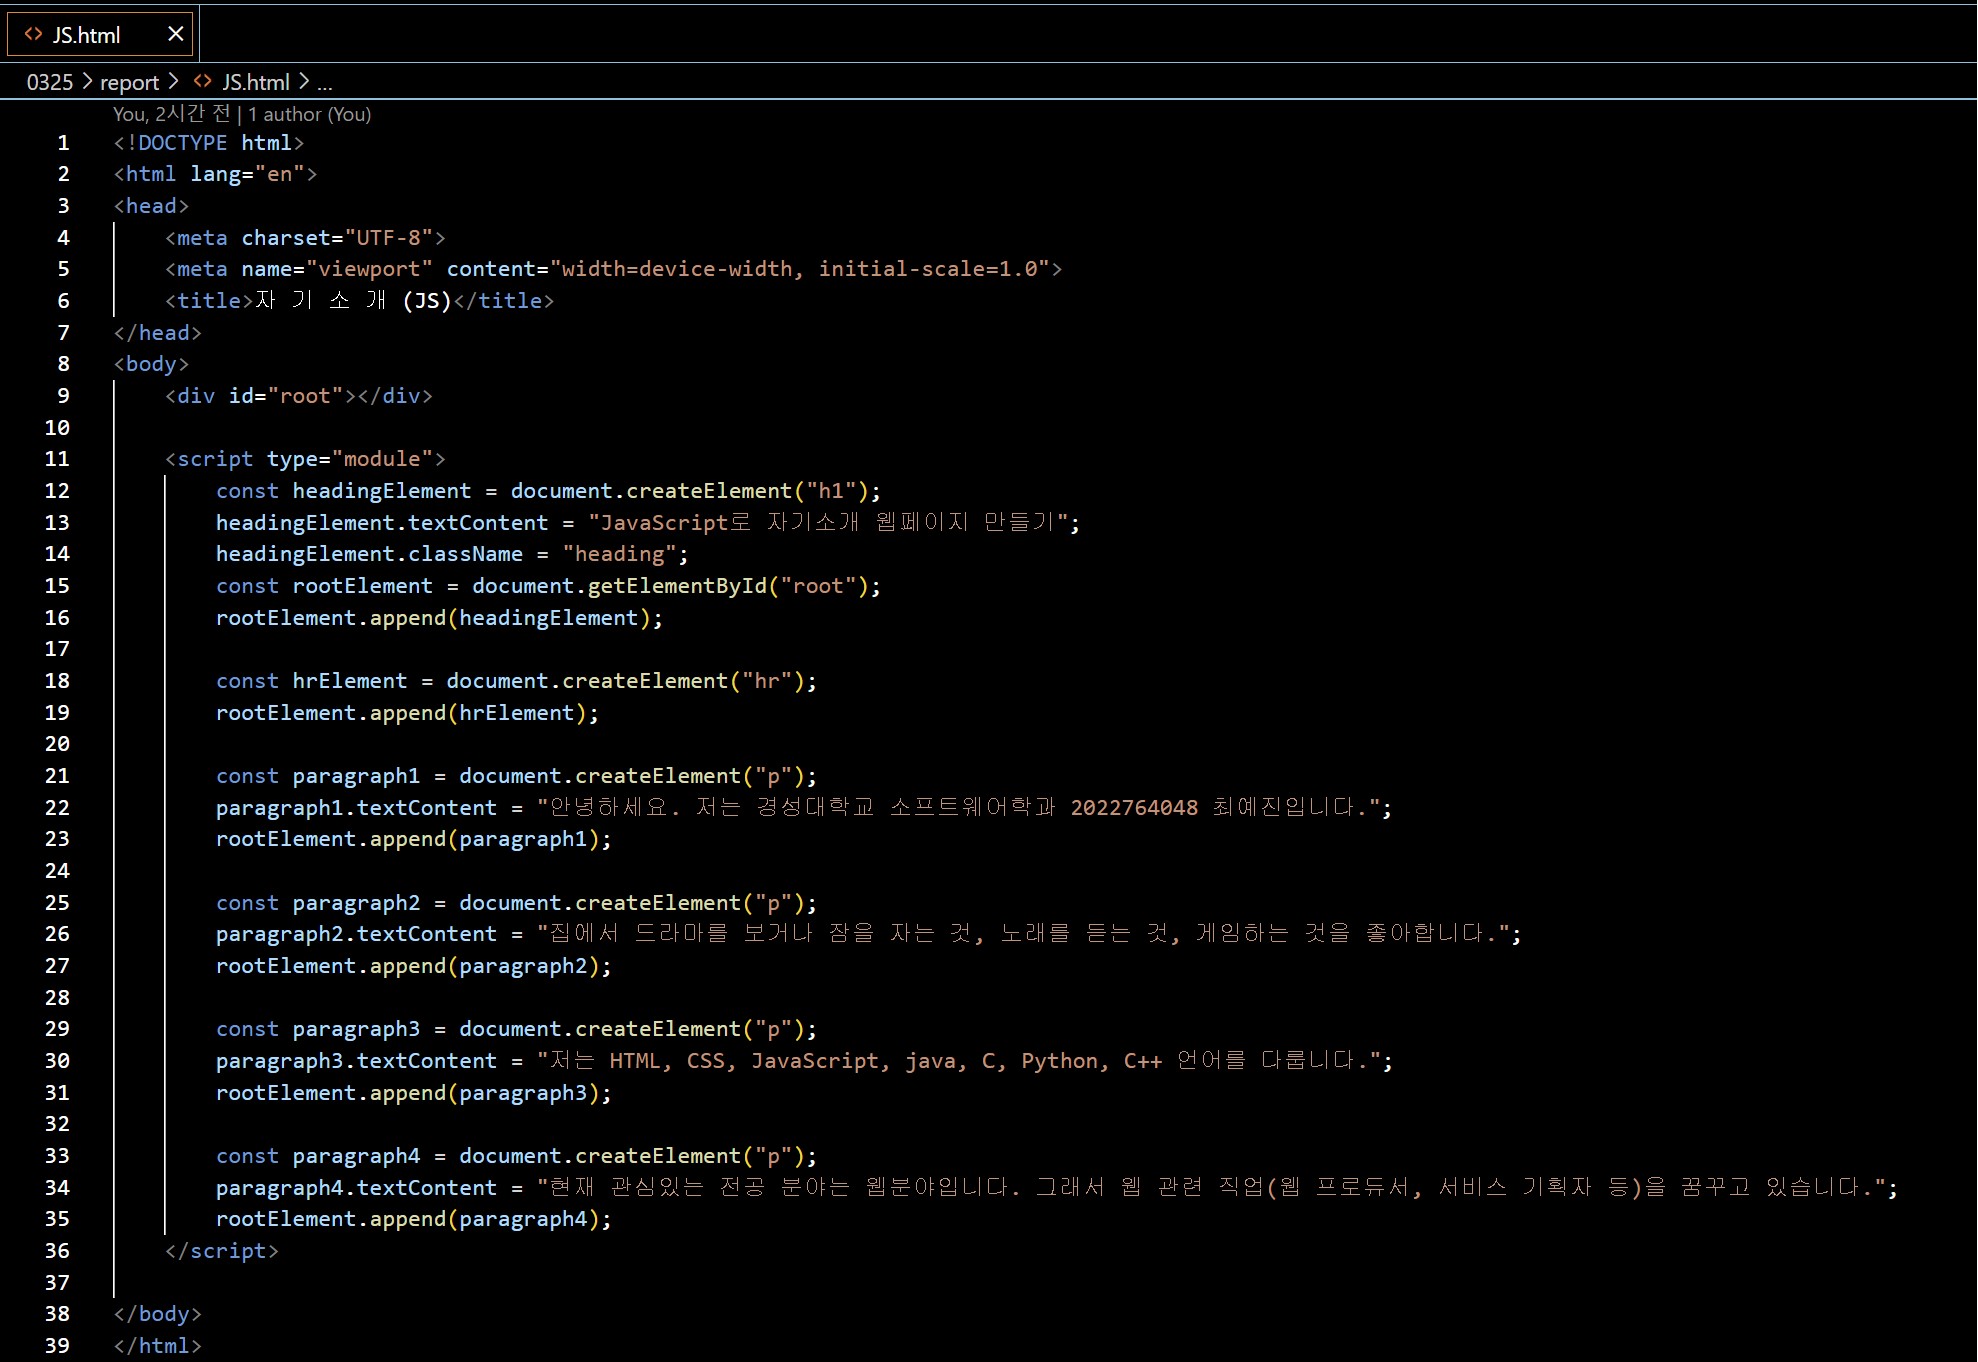 <> JS.html ×
0325 > report > <> JS.html > ...
You, 2시간 전 | 1 author (You)
1 <!DOCTYPE html>
2 <html lang="en">
3 <head>
4 <meta charset="UTF-8">
5 <meta name="viewport" content="width=device-width, initial-scale=1.0">
6 <title>자 기 소 개 (JS)</title>
7 </head>
8 <body>
9 <div id="root"></div>
10
11 <script type="module">
12 const headingElement = document.createElement("h1");
13 headingElement.textContent = "JavaScript로 자기소개 웹페이지 만들기";
14 headingElement.className = "heading";
15 const rootElement = document.getElementById("root");
16 rootElement.append(headingElement);
17
18 const hrElement = document.createElement("hr");
19 rootElement.append(hrElement);
20
21 const paragraph1 = document.createElement("p");
22 paragraph1.textContent = "안녕하세요. 저는 경성대학교 소프트웨어학과 2022764048 최예진입니다.";
23 rootElement.append(paragraph1);
24
25 const paragraph2 = document.createElement("p");
26 paragraph2.textContent = "집에서 드라마를 보거나 잠을 자는 것, 노래를 듣는 것, 게임하는 것을 좋아합니다.";
27 rootElement.append(paragraph2);
28
29 const paragraph3 = document.createElement("p");
30 paragraph3.textContent = "저는 HTML, CSS, JavaScript, java, C, Python, C++ 언어를 다룹니다.";
31 rootElement.append(paragraph3);
32
33 const paragraph4 = document.createElement("p");
34 paragraph4.textContent = "현재 관심있는 전공 분야는 웹분야입니다. 그래서 웹 관련 직업(웹 프로듀서, 서비스 기획자 등)을 꿈꾸고 있습니다.";
35 rootElement.append(paragraph4);
36 </script>
37
38 </body>
39 </html>